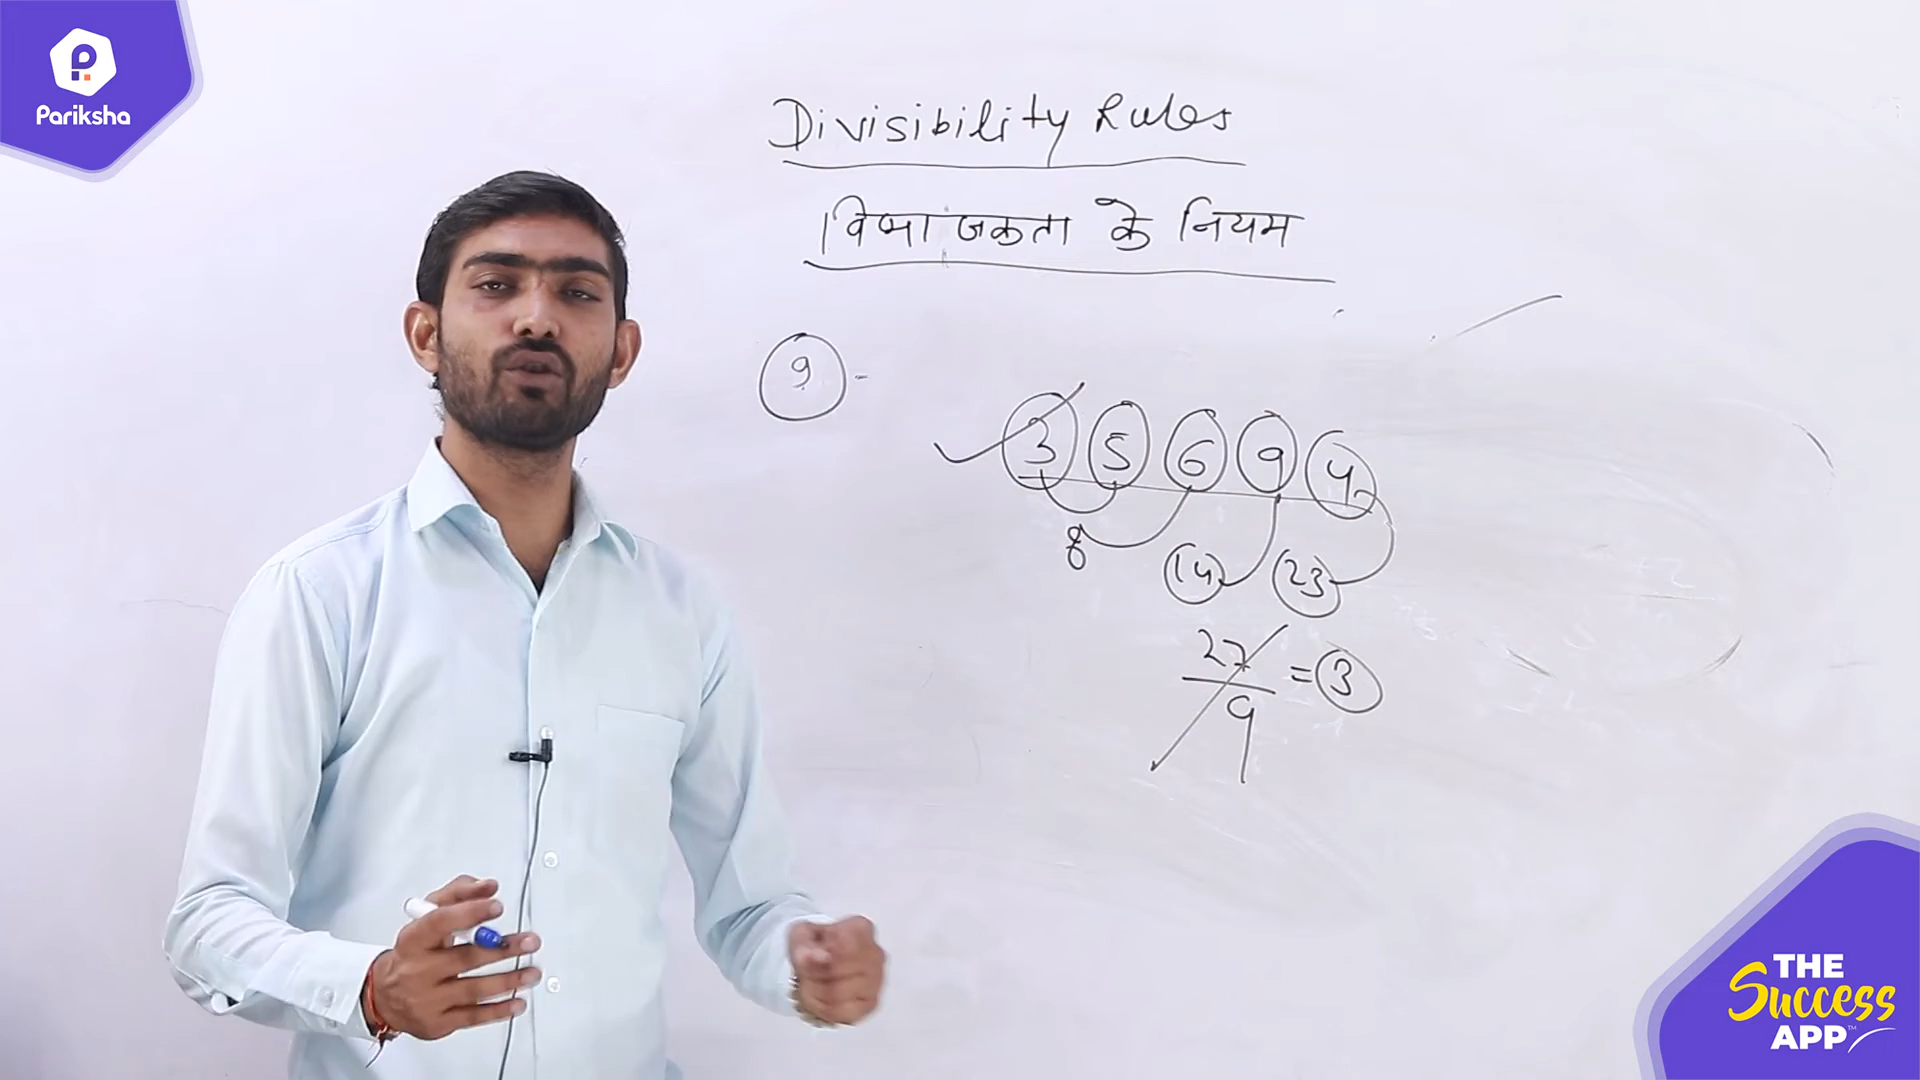 Pariksha
Divisibility Rules
विभाजकता के नियम
9 -
3 5 6 9 4
8
14 23
27
= 3
9
THE
Success
APP™